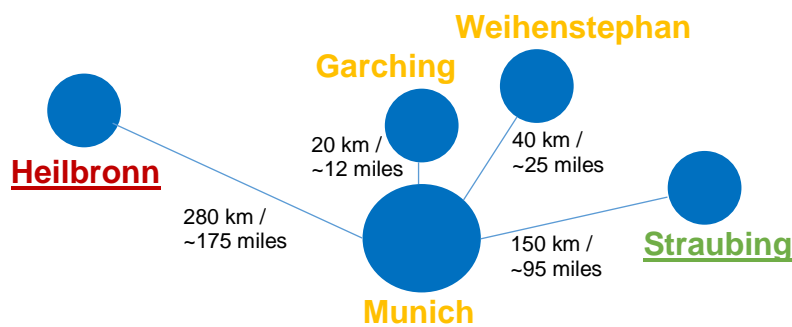 Weihenstephan
Garching
20 km /
~12 miles
40 km /
~25 miles
Heilbronn
280 km /
~175 miles
150 km /
~95 miles
Straubing
Munich